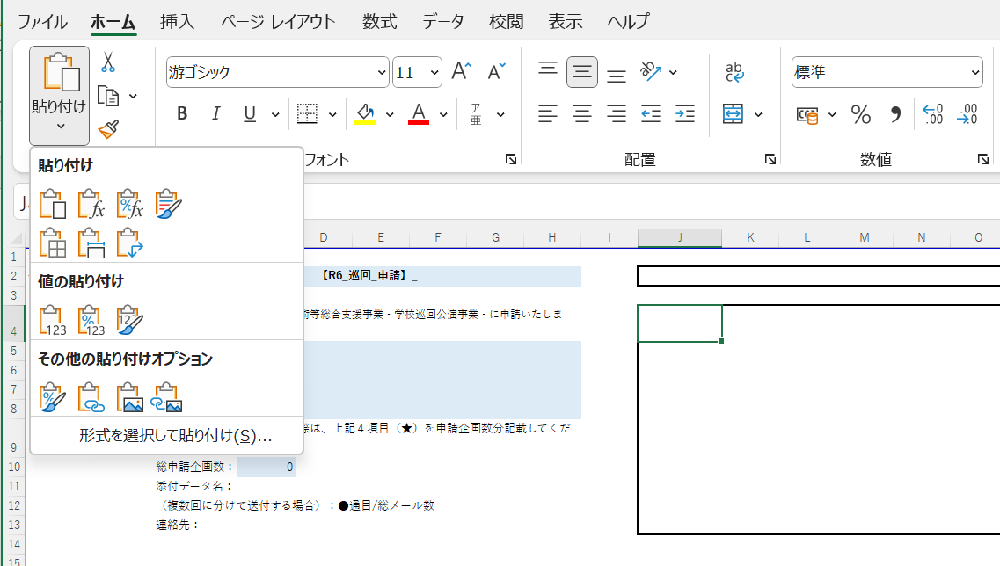 ファイル ホーム 挿入 ページ レイアウト 数式 データ 校閲 表示 ヘルプ
貼り付け
游ゴシック 11 標準
B I U A ア亜 ab % 
フォント 配置 数値
貼り付け
値の貼り付け
その他の貼り付けオプション
形式を選択して貼り付け(S)...
D E F G H I J K L M N O
1
2 【R6_巡回_申請】_
3
4 術等総合支援事業 - 学校巡回公演事業 - に申請いたしま
5
6
7
8
9 際は、上記４項目（★）を申請企画数分記載してくだ
10 総申請企画数： 0
11 添付データ名：
12 （複数回に分けて送付する場合）：●通目/総メール数
13 連絡先：
14
15